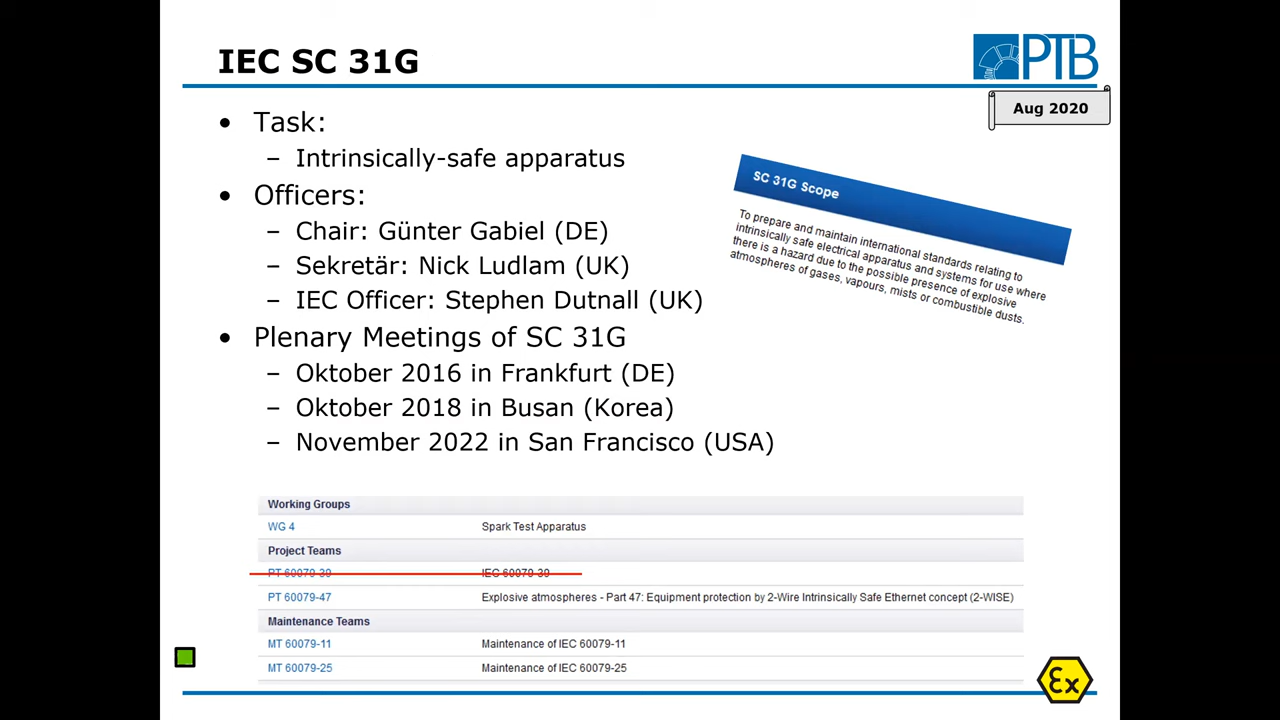 IEC SC 31G
PTB
Aug 2020
• Task:
– Intrinsically-safe apparatus
• Officers:
– Chair: Günter Gabiel (DE)
– Sekretär: Nick Ludlam (UK)
– IEC Officer: Stephen Dutnall (UK)
• Plenary Meetings of SC 31G
– Oktober 2016 in Frankfurt (DE)
– Oktober 2018 in Busan (Korea)
– November 2022 in San Francisco (USA)
SC 31G Scope
To prepare and maintain international standards relating to
intrinsically safe electrical apparatus and systems for use where
there is a hazard due to the possible presence of explosive
atmospheres of gases, vapours, mists or combustible dusts.
Working Groups
WG 4 Spark Test Apparatus
Project Teams
PT 60079-39 IEC 60079-39
PT 60079-47 Explosive atmospheres - Part 47: Equipment protection by 2-Wire Intrinsically Safe Ethernet concept (2-WISE)
Maintenance Teams
MT 60079-11 Maintenance of IEC 60079-11
MT 60079-25 Maintenance of IEC 60079-25
Ex